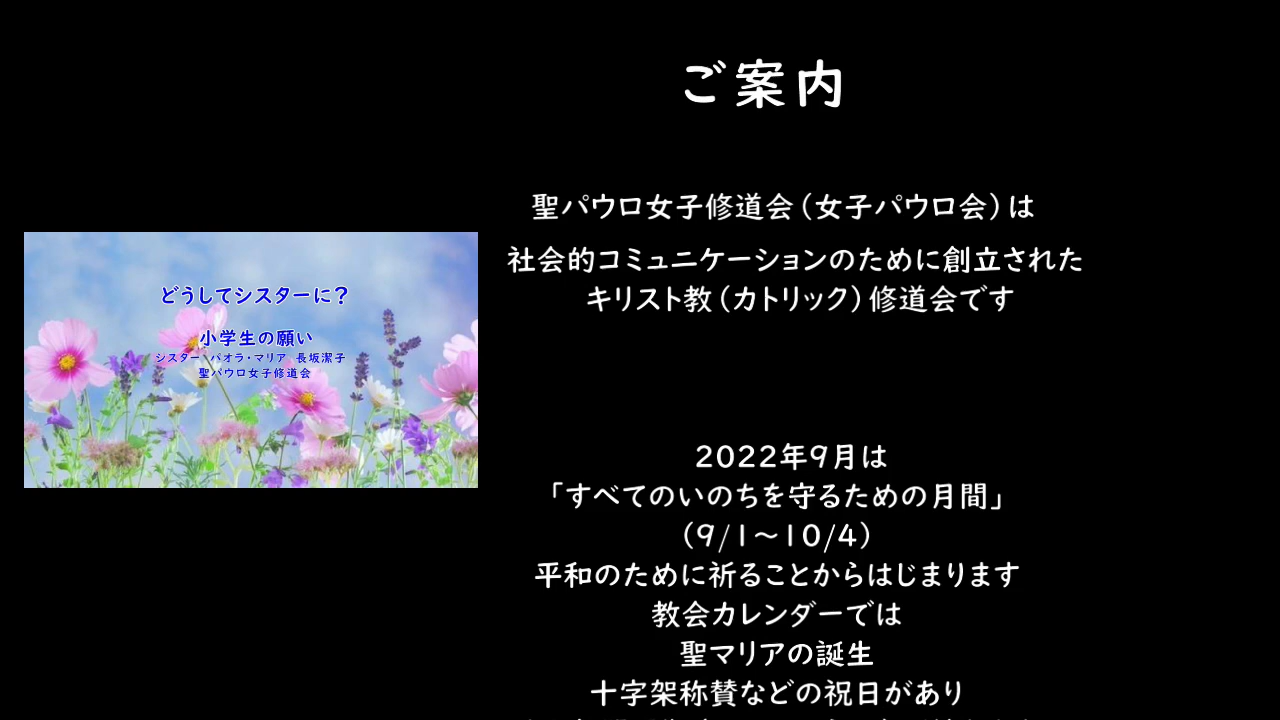 ご案内
聖パウロ女子修道会（女子パウロ会）は
社会的コミュニケーションのために創立された
キリスト教（カトリック）修道会です
どうしてシスターに？
小学生の願い
シスター パオラ・マリア 長坂潔子
聖パウロ女子修道会
2022年9月は
「すべてのいのちを守るための月間」
（9/1～10/4）
平和のために祈ることからはじまります
教会カレンダーでは
聖マリアの誕生
十字架称賛などの祝日があり